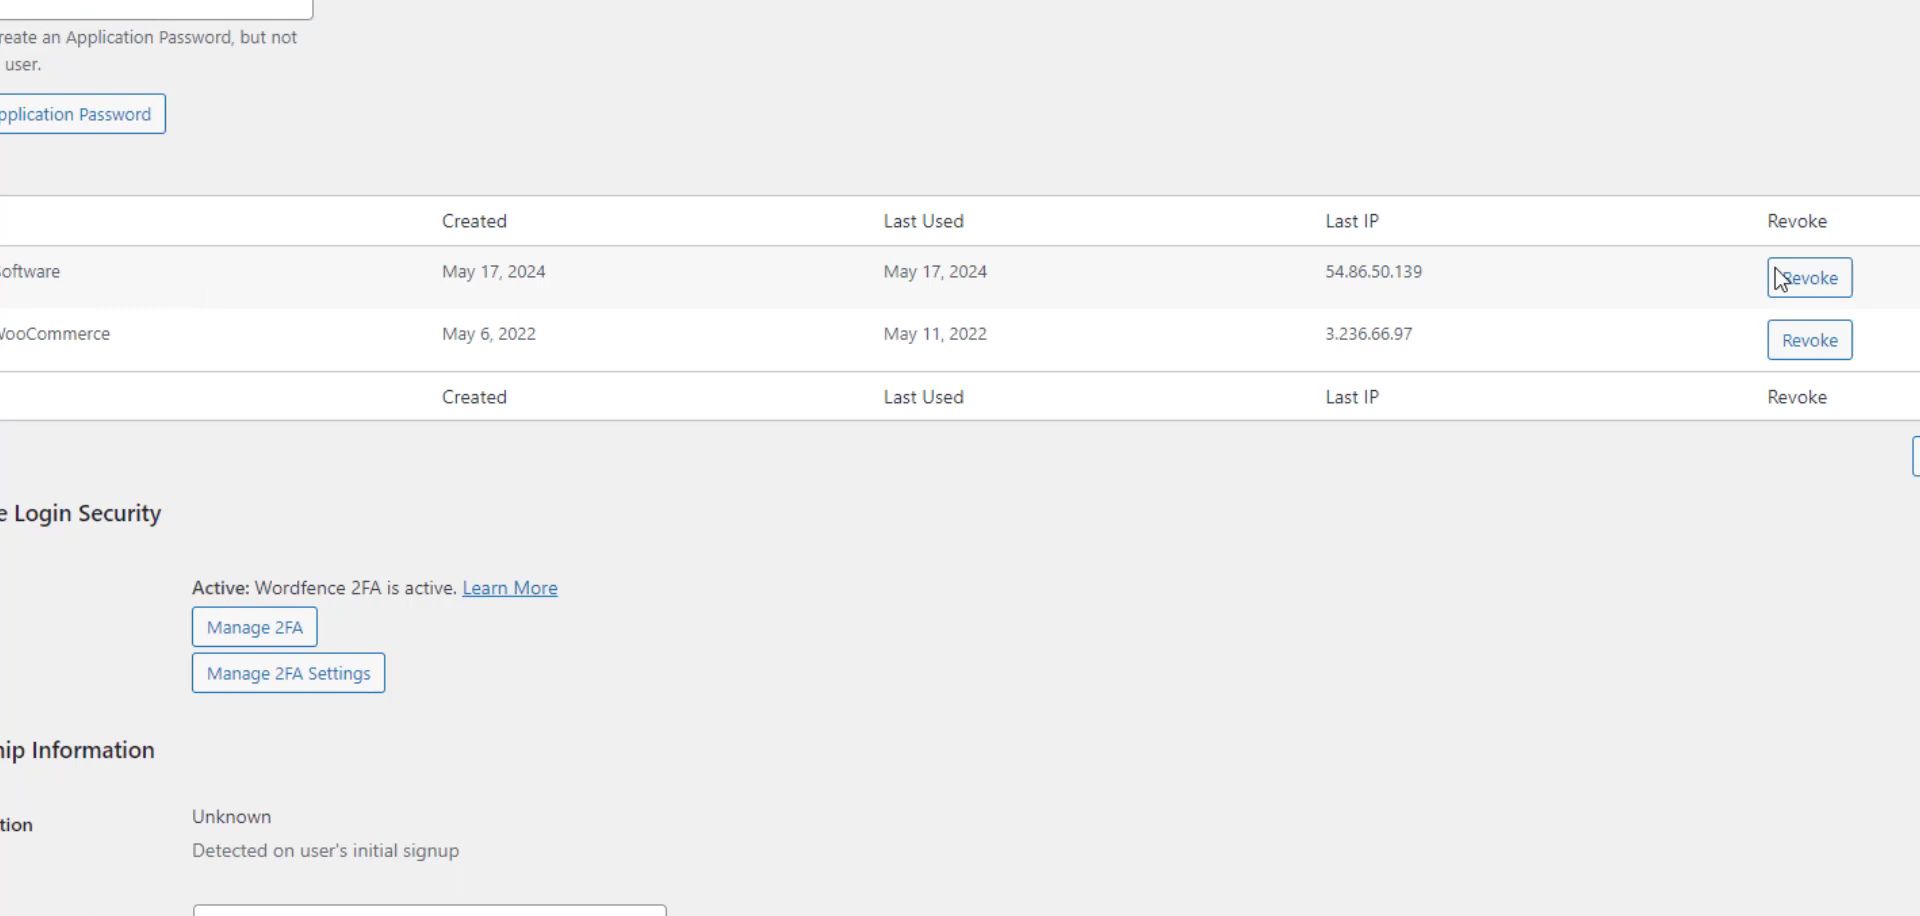 reate an Application Password, but not
user.
pplication Password
Created Last Used Last IP Revoke
Software May 17, 2024 May 17, 2024 54.86.50.139 Revoke
WooCommerce May 6, 2022 May 11, 2022 3.236.66.97 Revoke
Created Last Used Last IP Revoke
e Login Security
Active: Wordfence 2FA is active. Learn More
Manage 2FA
Manage 2FA Settings
hip Information
tion Unknown
Detected on user's initial signup